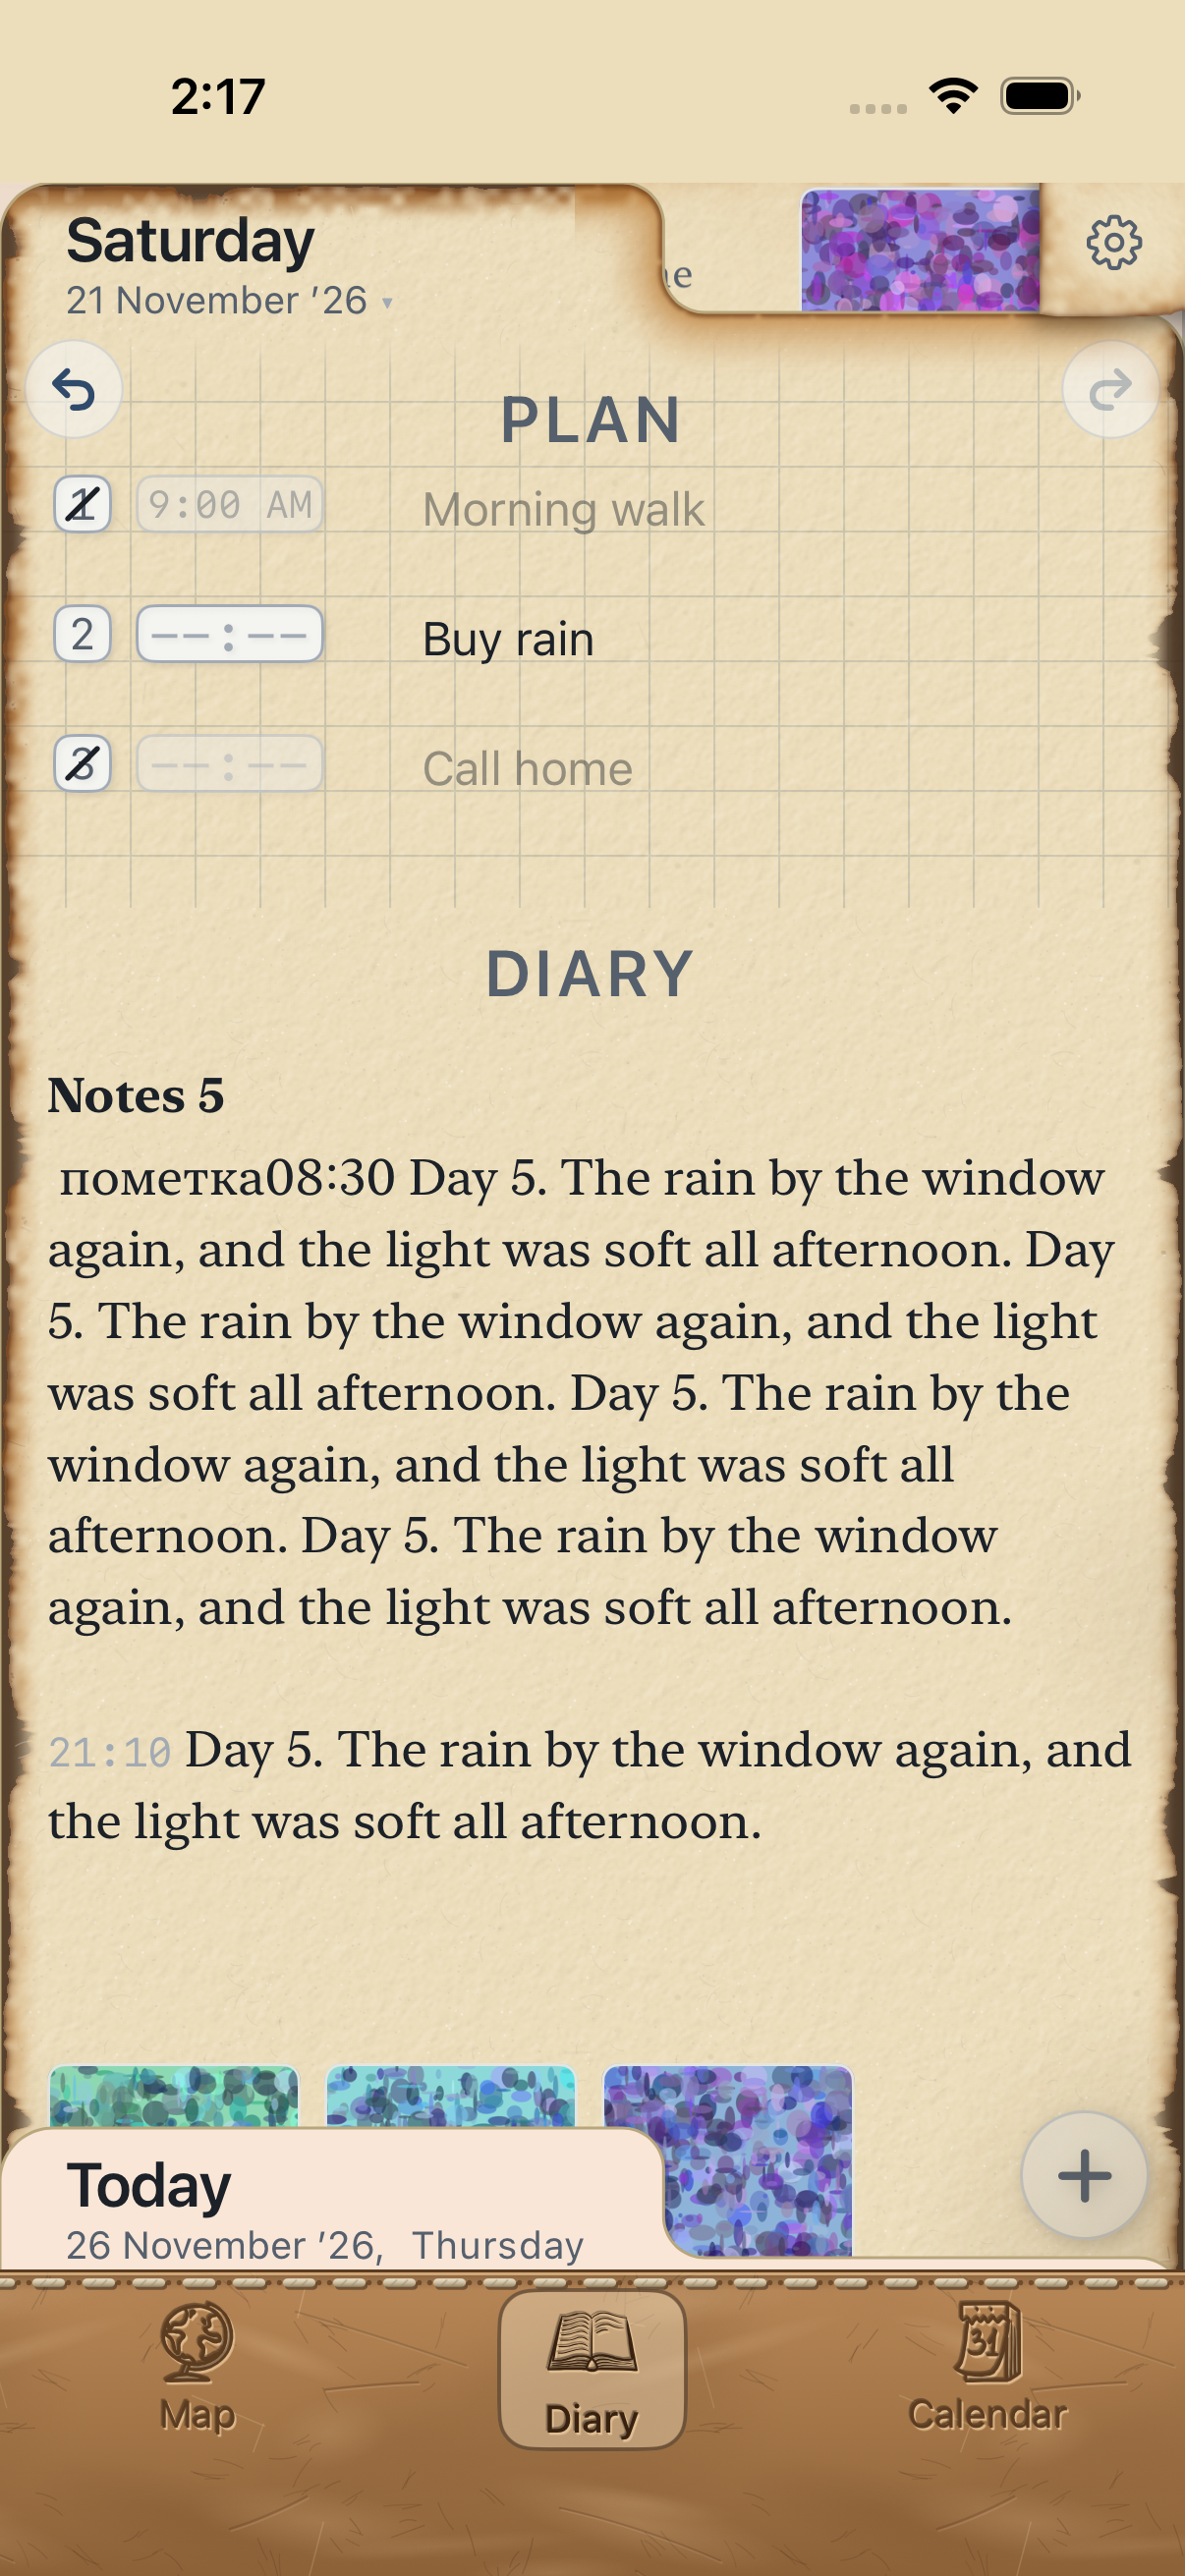 2:17
Saturday
21 November ’26
PLAN
1 9:00 AM Morning walk
2 --:-- Buy rain
3 --:-- Call home
DIARY
Notes 5
пометка08:30 Day 5. The rain by the window
again, and the light was soft all afternoon. Day
5. The rain by the window again, and the light
was soft all afternoon. Day 5. The rain by the
window again, and the light was soft all
afternoon. Day 5. The rain by the window
again, and the light was soft all afternoon.
21:10 Day 5. The rain by the window again, and
the light was soft all afternoon.
Today
26 November ’26, Thursday
31
Map
Diary
Calendar